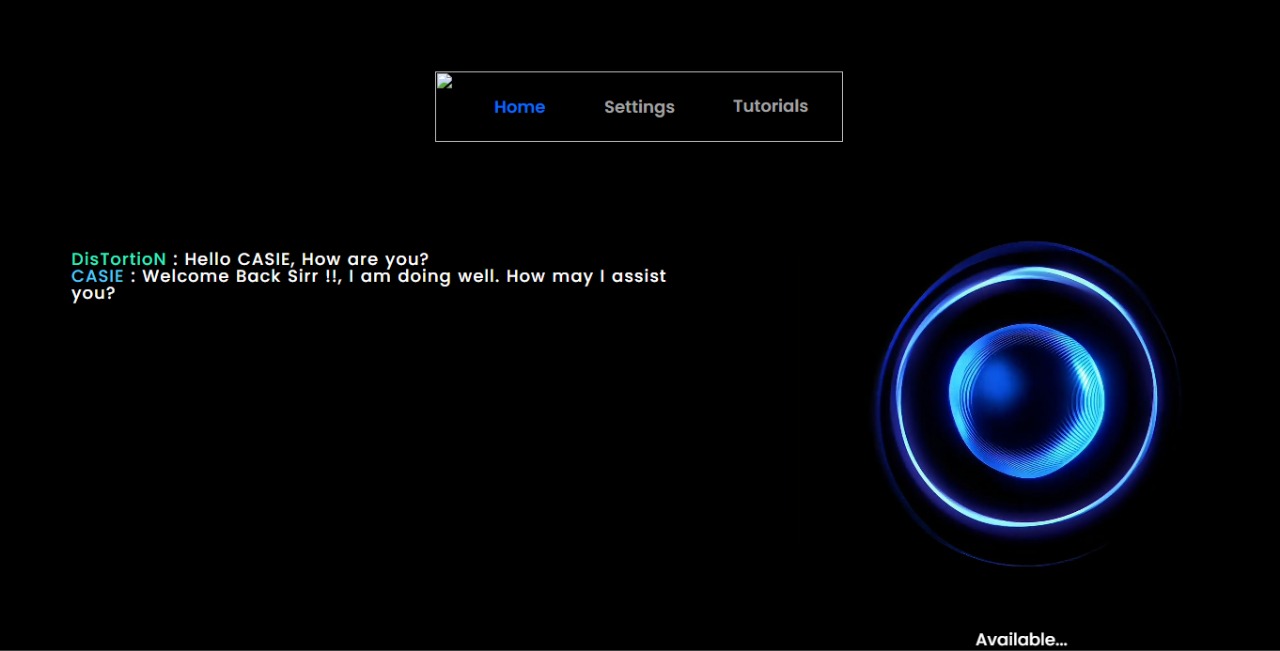 Home Settings Tutorials
DisTortioN : Hello CASIE, How are you?
CASIE : Welcome Back Sirr !!, I am doing well. How may I assist
you?
Available...